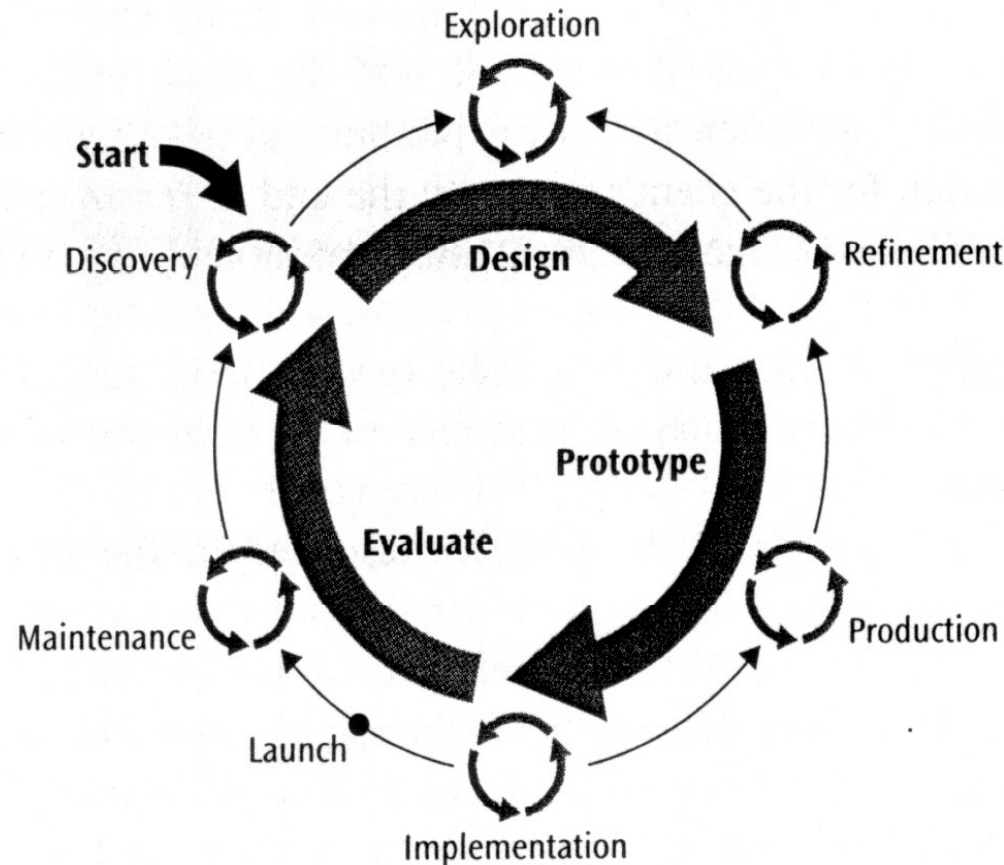 Exploration
Start
Discovery
Design
Refinement
Prototype
Evaluate
Maintenance
Production
Launch
Implementation